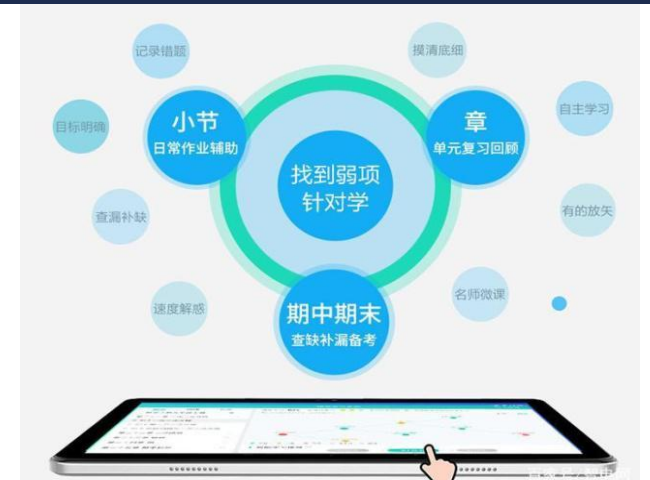 记录错题
摸清底细
目标明确
小节
日常作业辅助
章
单元复习回顾
自主学习
找到弱项
针对学
查漏补缺
有的放矢
速度解惑
期中期末
查缺补漏备考
名师微课